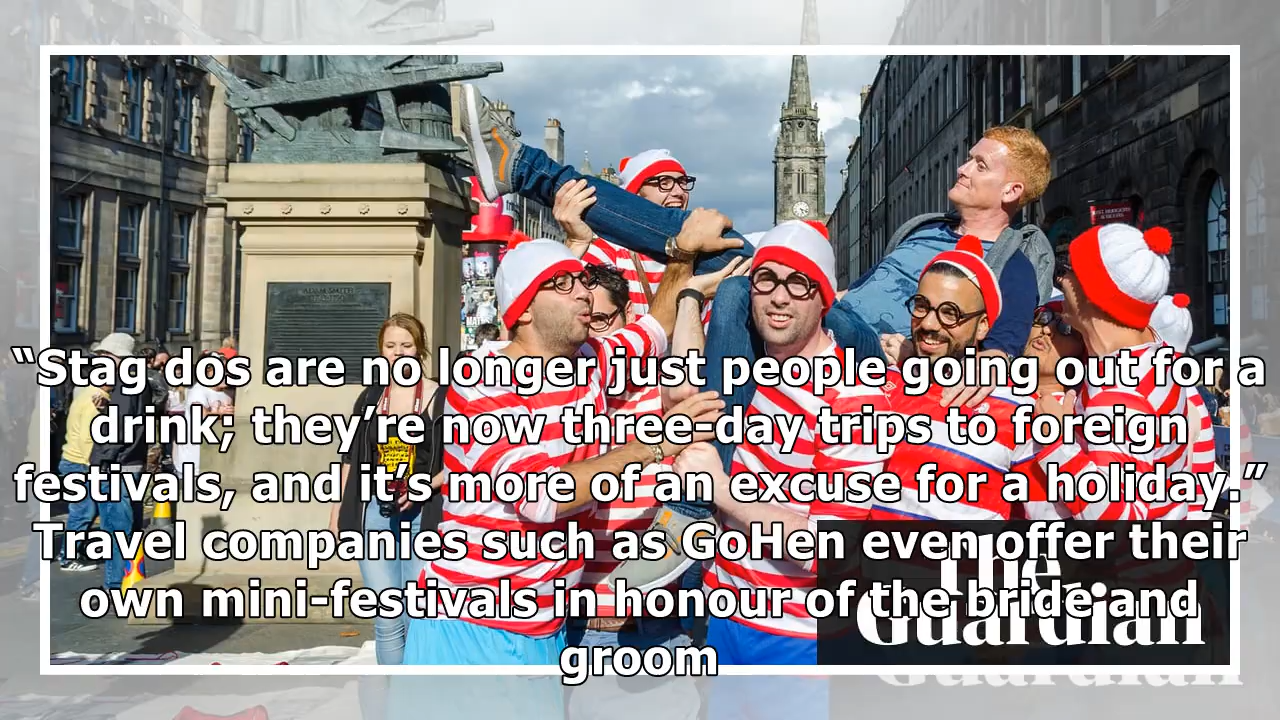 ADAM SMITH
“Stag dos are no longer just people going out for a
drink; they’re now three-day trips to foreign
festivals, and it’s more of an excuse for a holiday.”
Travel companies such as GoHen even offer their
own mini-festivals in honour of the bride and
groom
The
Guardian